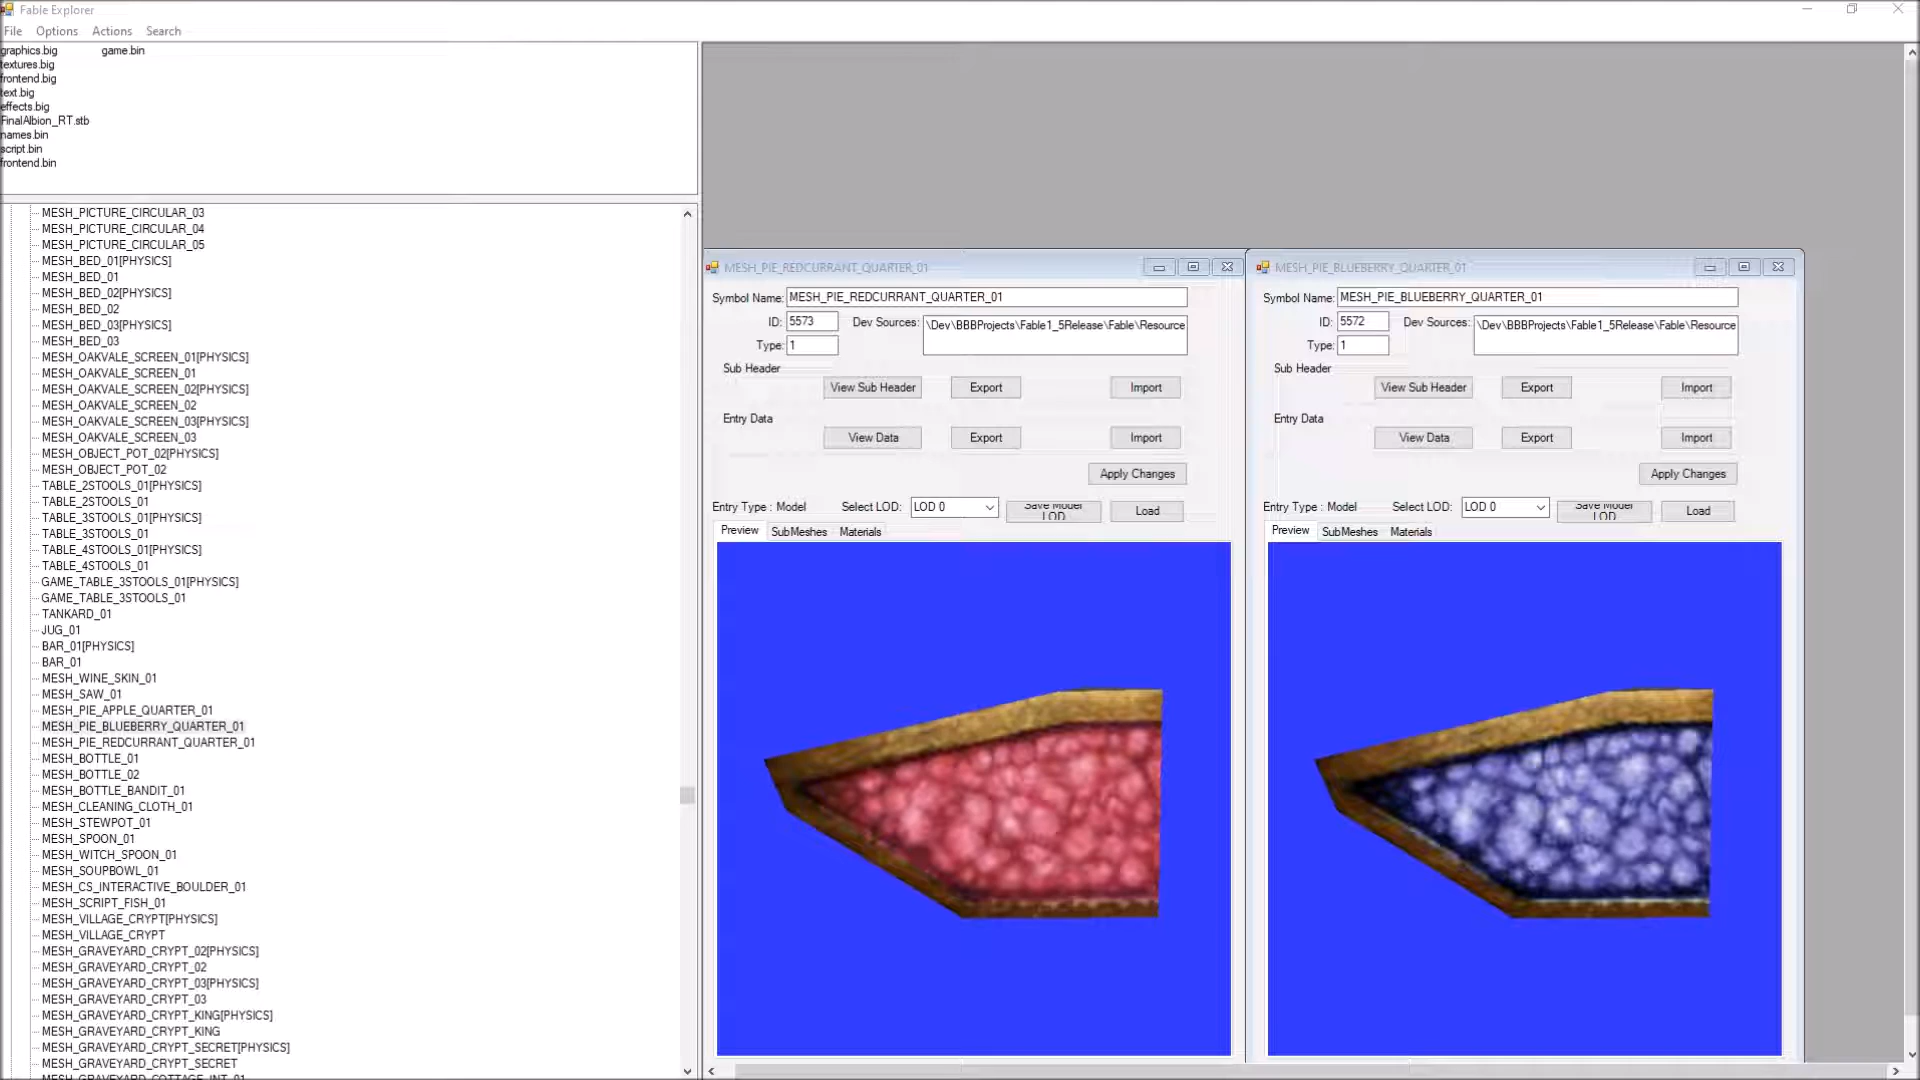 Fable Explorer
File Options Actions Search
graphics.big game.bin
textures.big
frontend.big
text.big
effects.big
FinalAlbion_RT.stb
names.bin
script.bin
frontend.bin
MESH_PICTURE_CIRCULAR_03
MESH_PICTURE_CIRCULAR_04
MESH_PICTURE_CIRCULAR_05
MESH_BED_01[PHYSICS]
MESH_BED_01
MESH_BED_02[PHYSICS]
MESH_BED_02
MESH_BED_03[PHYSICS]
MESH_BED_03
MESH_OAKVALE_SCREEN_01[PHYSICS]
MESH_OAKVALE_SCREEN_01
MESH_OAKVALE_SCREEN_02[PHYSICS]
MESH_OAKVALE_SCREEN_02
MESH_OAKVALE_SCREEN_03[PHYSICS]
MESH_OAKVALE_SCREEN_03
MESH_OBJECT_POT_02[PHYSICS]
MESH_OBJECT_POT_02
TABLE_2STOOLS_01[PHYSICS]
TABLE_2STOOLS_01
TABLE_3STOOLS_01[PHYSICS]
TABLE_3STOOLS_01
TABLE_4STOOLS_01[PHYSICS]
TABLE_4STOOLS_01
GAME_TABLE_3STOOLS_01[PHYSICS]
GAME_TABLE_3STOOLS_01
TANKARD_01
JUG_01
BAR_01[PHYSICS]
BAR_01
MESH_WINE_SKIN_01
MESH_SAW_01
MESH_PIE_APPLE_QUARTER_01
MESH_PIE_BLUEBERRY_QUARTER_01
MESH_PIE_REDCURRANT_QUARTER_01
MESH_BOTTLE_01
MESH_BOTTLE_02
MESH_BOTTLE_BANDIT_01
MESH_CLEANING_CLOTH_01
MESH_STEWPOT_01
MESH_SPOON_01
MESH_WITCH_SPOON_01
MESH_SOUPBOWL_01
MESH_CS_INTERACTIVE_BOULDER_01
MESH_SCRIPT_FISH_01
MESH_VILLAGE_CRYPT[PHYSICS]
MESH_VILLAGE_CRYPT
MESH_GRAVEYARD_CRYPT_02[PHYSICS]
MESH_GRAVEYARD_CRYPT_02
MESH_GRAVEYARD_CRYPT_03[PHYSICS]
MESH_GRAVEYARD_CRYPT_03
MESH_GRAVEYARD_CRYPT_KING[PHYSICS]
MESH_GRAVEYARD_CRYPT_KING
MESH_GRAVEYARD_CRYPT_SECRET[PHYSICS]
MESH_GRAVEYARD_CRYPT_SECRET
MESH_GRAVEYARD_COTTAGE_INT_01
MESH_PIE_REDCURRANT_QUARTER_01
Symbol Name: MESH_PIE_REDCURRANT_QUARTER_01
ID: 5573 Dev Sources: \Dev\BBBProjects\Fable1_5Release\Fable\Resource
Type: 1
Sub Header
View Sub Header Export Import
Entry Data
View Data Export Import
Apply Changes
Entry Type : Model Select LOD: LOD 0 Save Model LOD Load
Preview SubMeshes Materials
MESH_PIE_BLUEBERRY_QUARTER_01
Symbol Name: MESH_PIE_BLUEBERRY_QUARTER_01
ID: 5572 Dev Sources: \Dev\BBBProjects\Fable1_5Release\Fable\Resource
Type: 1
Sub Header
View Sub Header Export Import
Entry Data
View Data Export Import
Apply Changes
Entry Type : Model Select LOD: LOD 0 Save Model LOD Load
Preview SubMeshes Materials